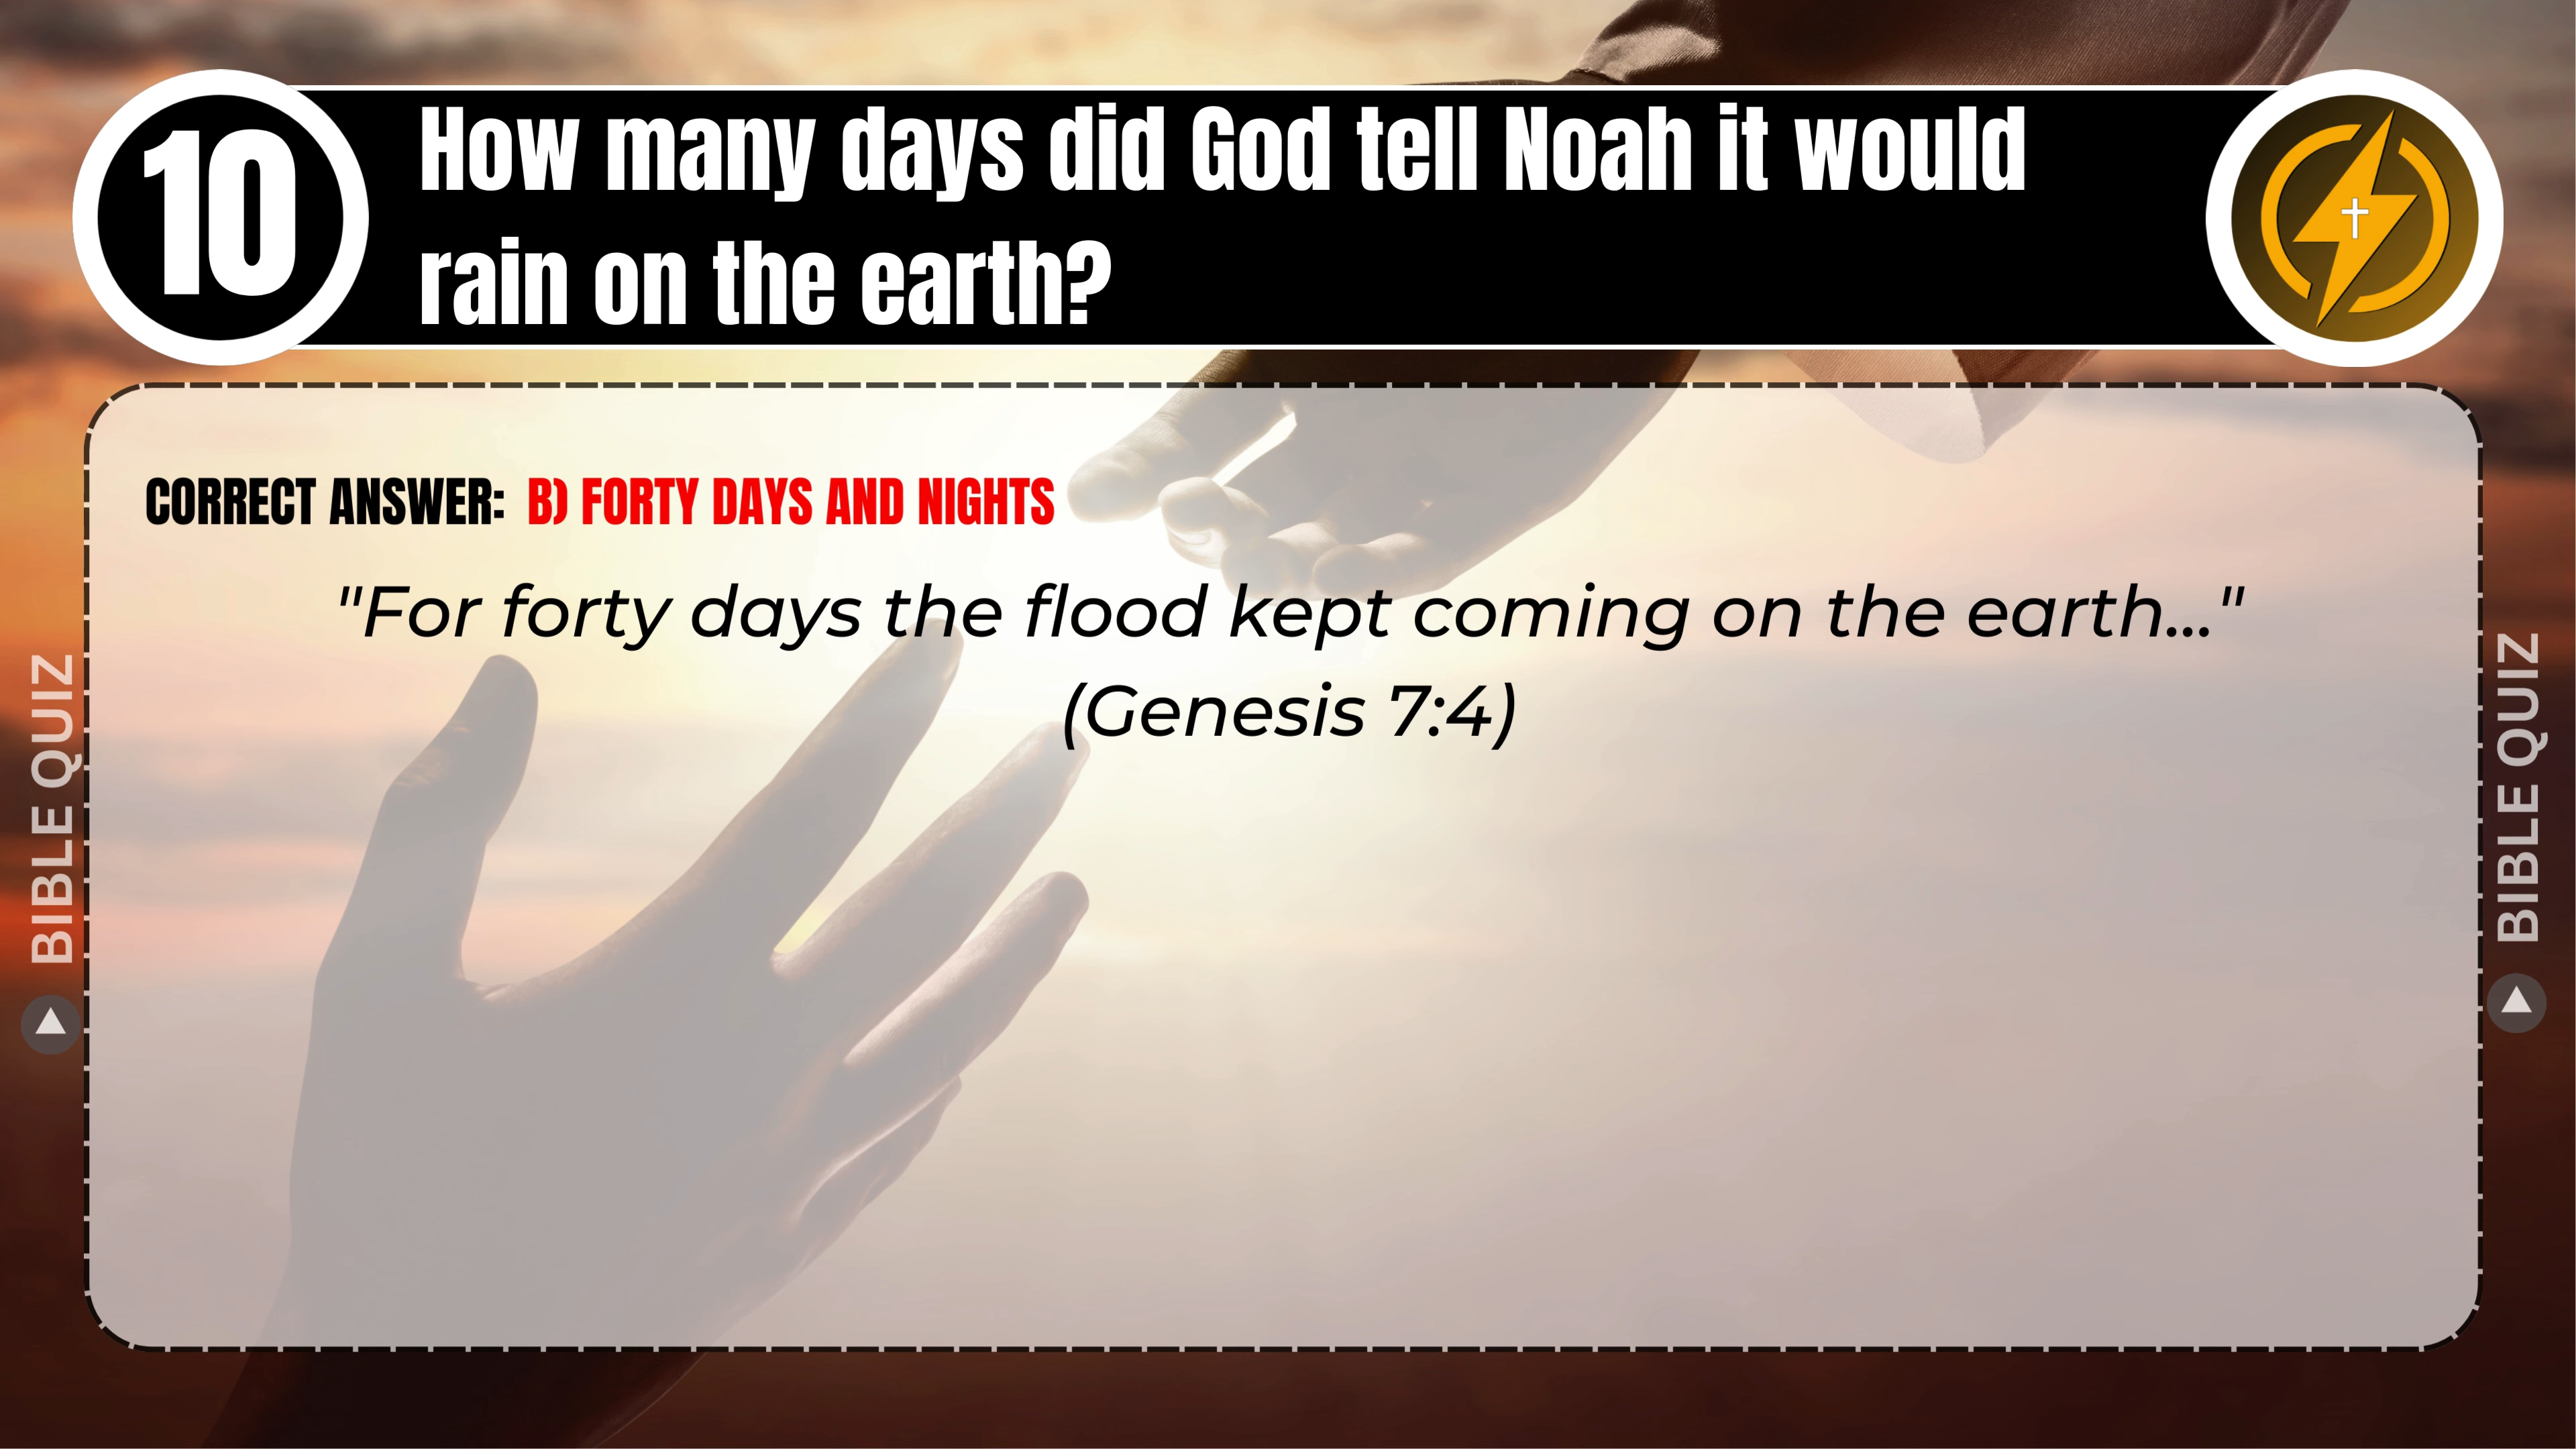 10
How many days did God tell Noah it would
rain on the earth?
CORRECT ANSWER: B) FORTY DAYS AND NIGHTS
"For forty days the flood kept coming on the earth..."
(Genesis 7:4)
BIBLE QUIZ
BIBLE QUIZ